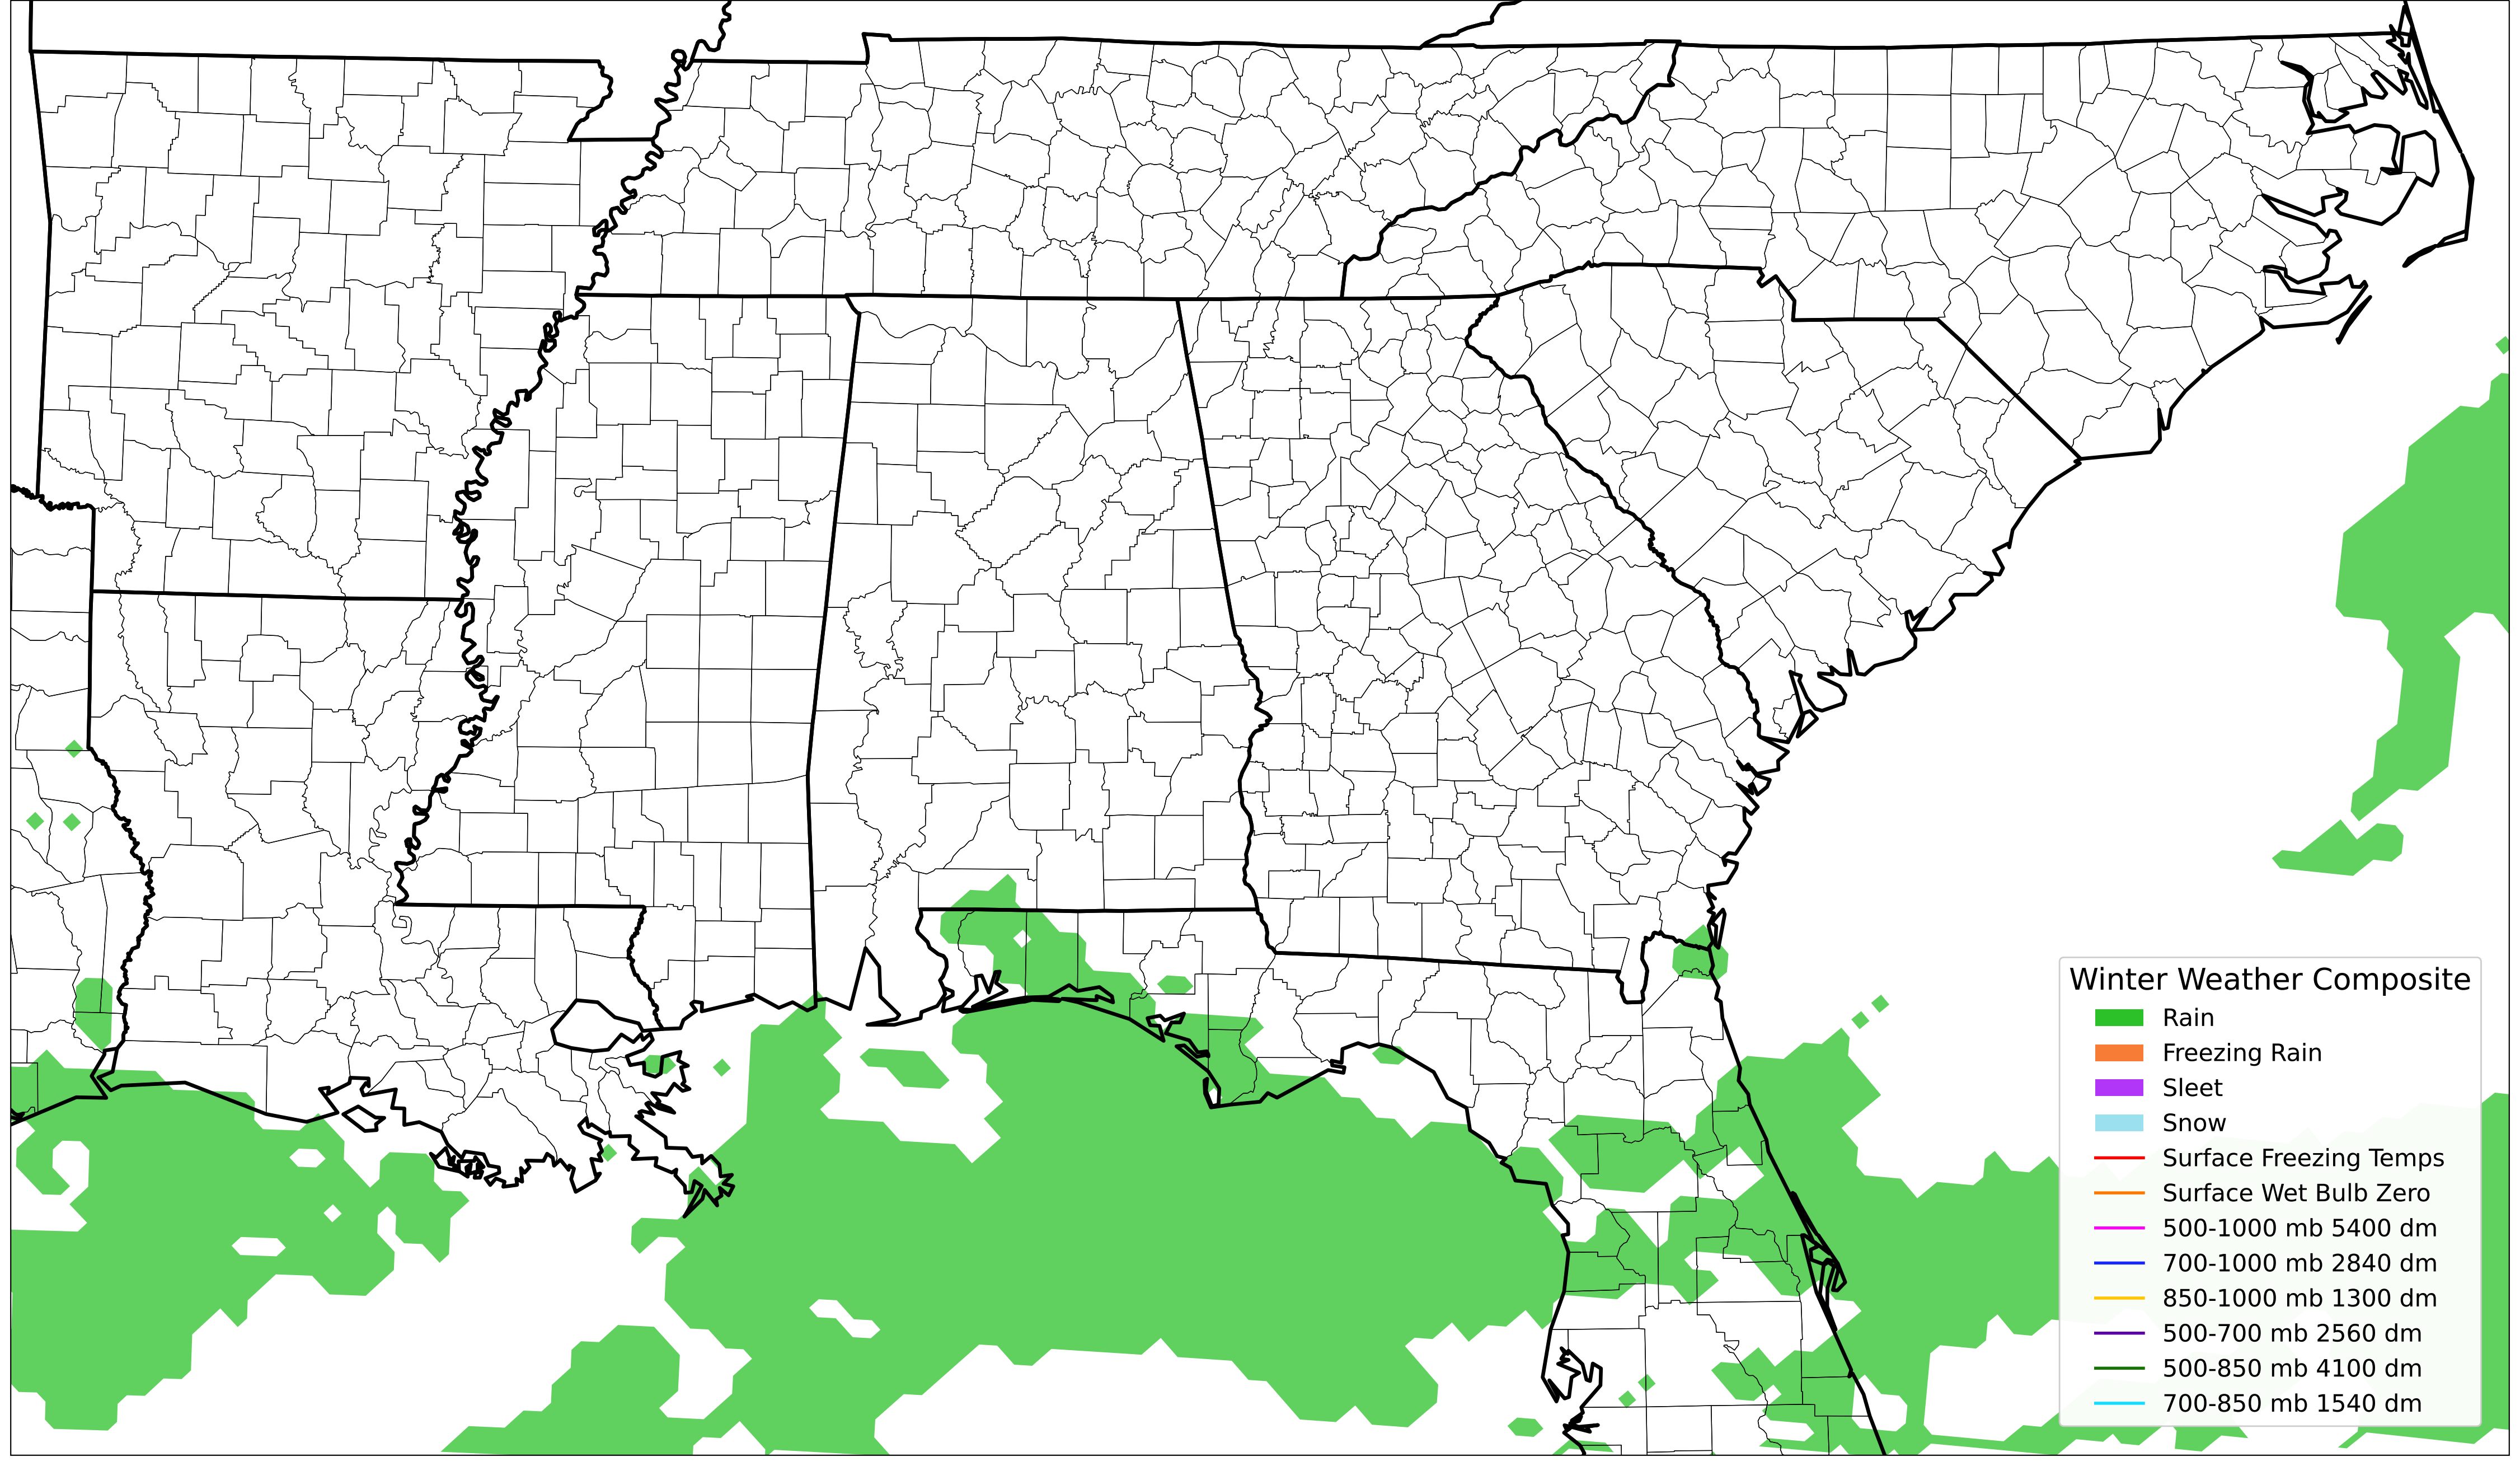 Winter Weather Composite
Rain
Freezing Rain
Sleet
Snow
Surface Freezing Temps
Surface Wet Bulb Zero
500-1000 mb 5400 dm
700-1000 mb 2840 dm
850-1000 mb 1300 dm
500-700 mb 2560 dm
500-850 mb 4100 dm
700-850 mb 1540 dm